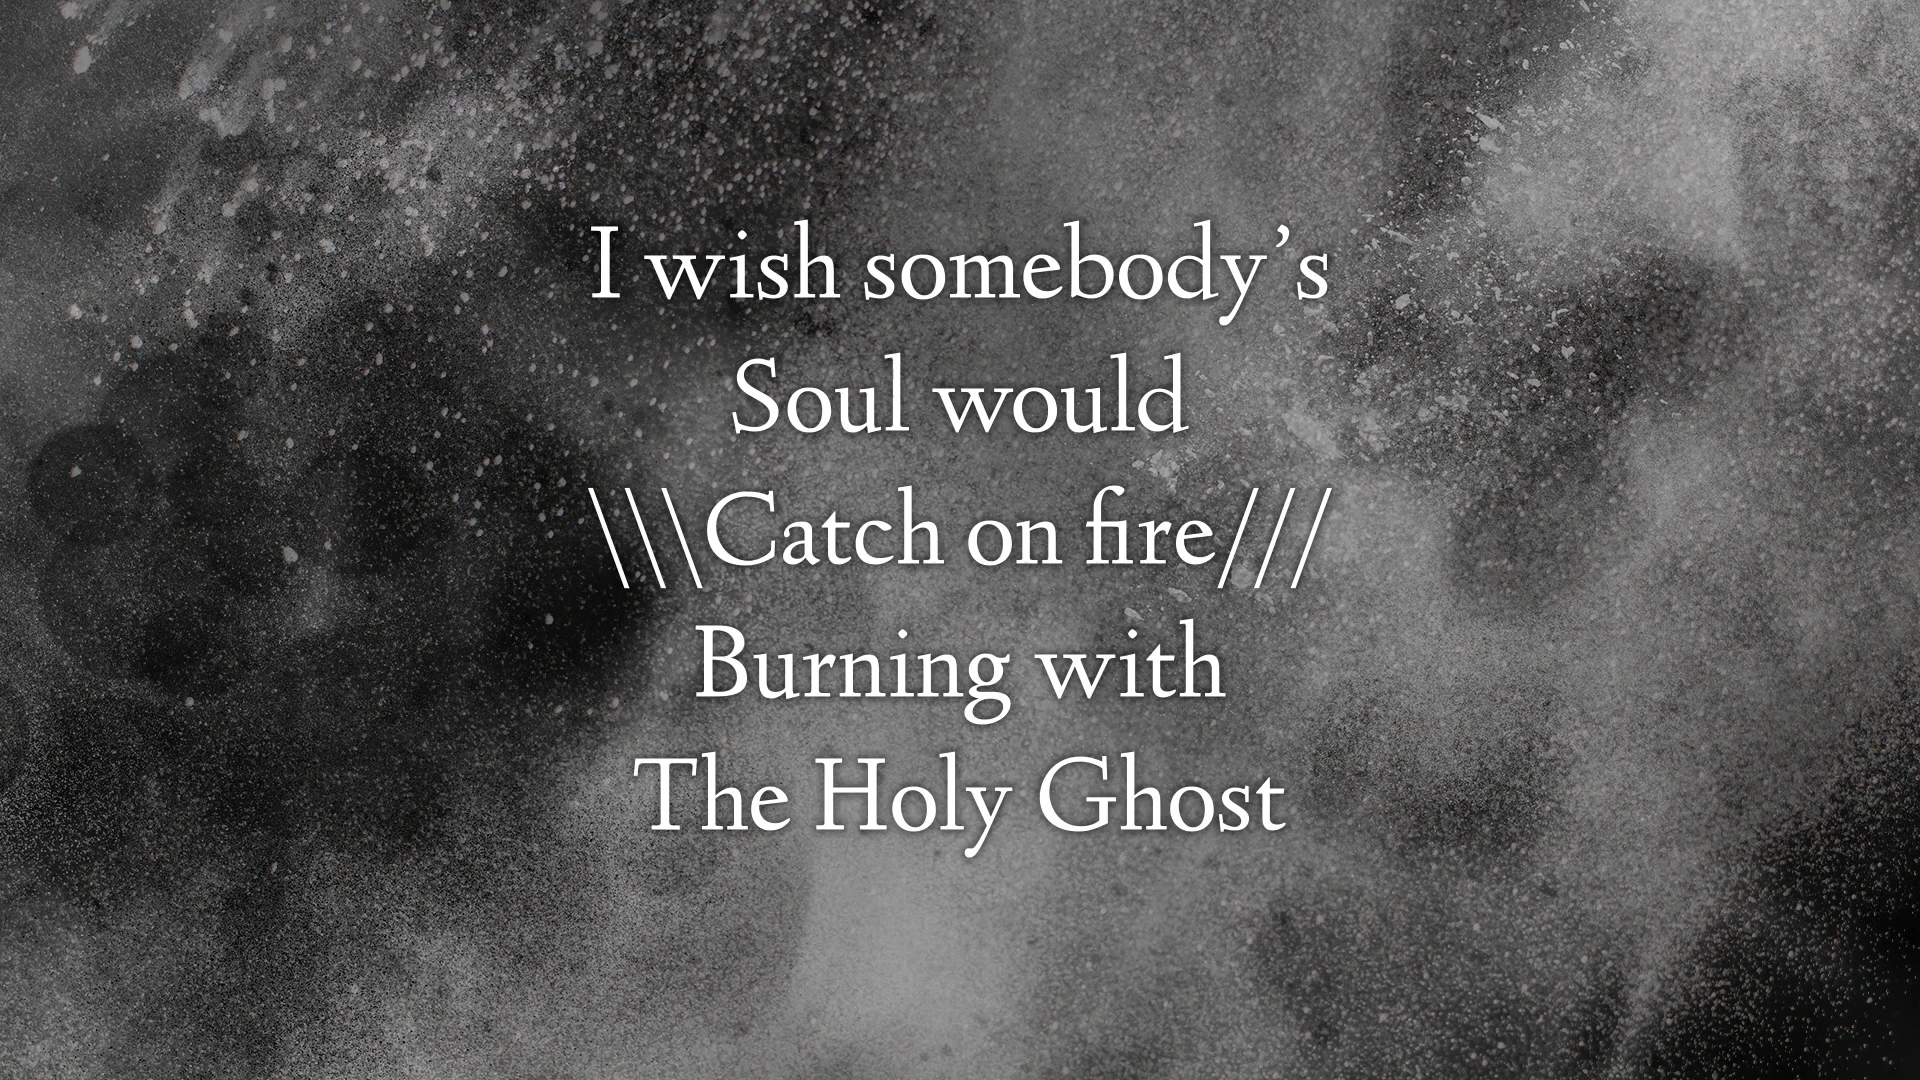 I wish somebody’s
Soul would
\\\Catch on fire///
Burning with
The Holy Ghost